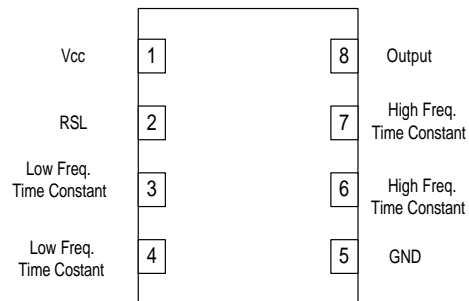 Vcc
1
8
Output
RSL
2
7
High Freq.
Time Constant
Low Freq.
Time Constant
3
6
High Freq.
Time Constant
Low Freq.
Time Costant
4
5
GND